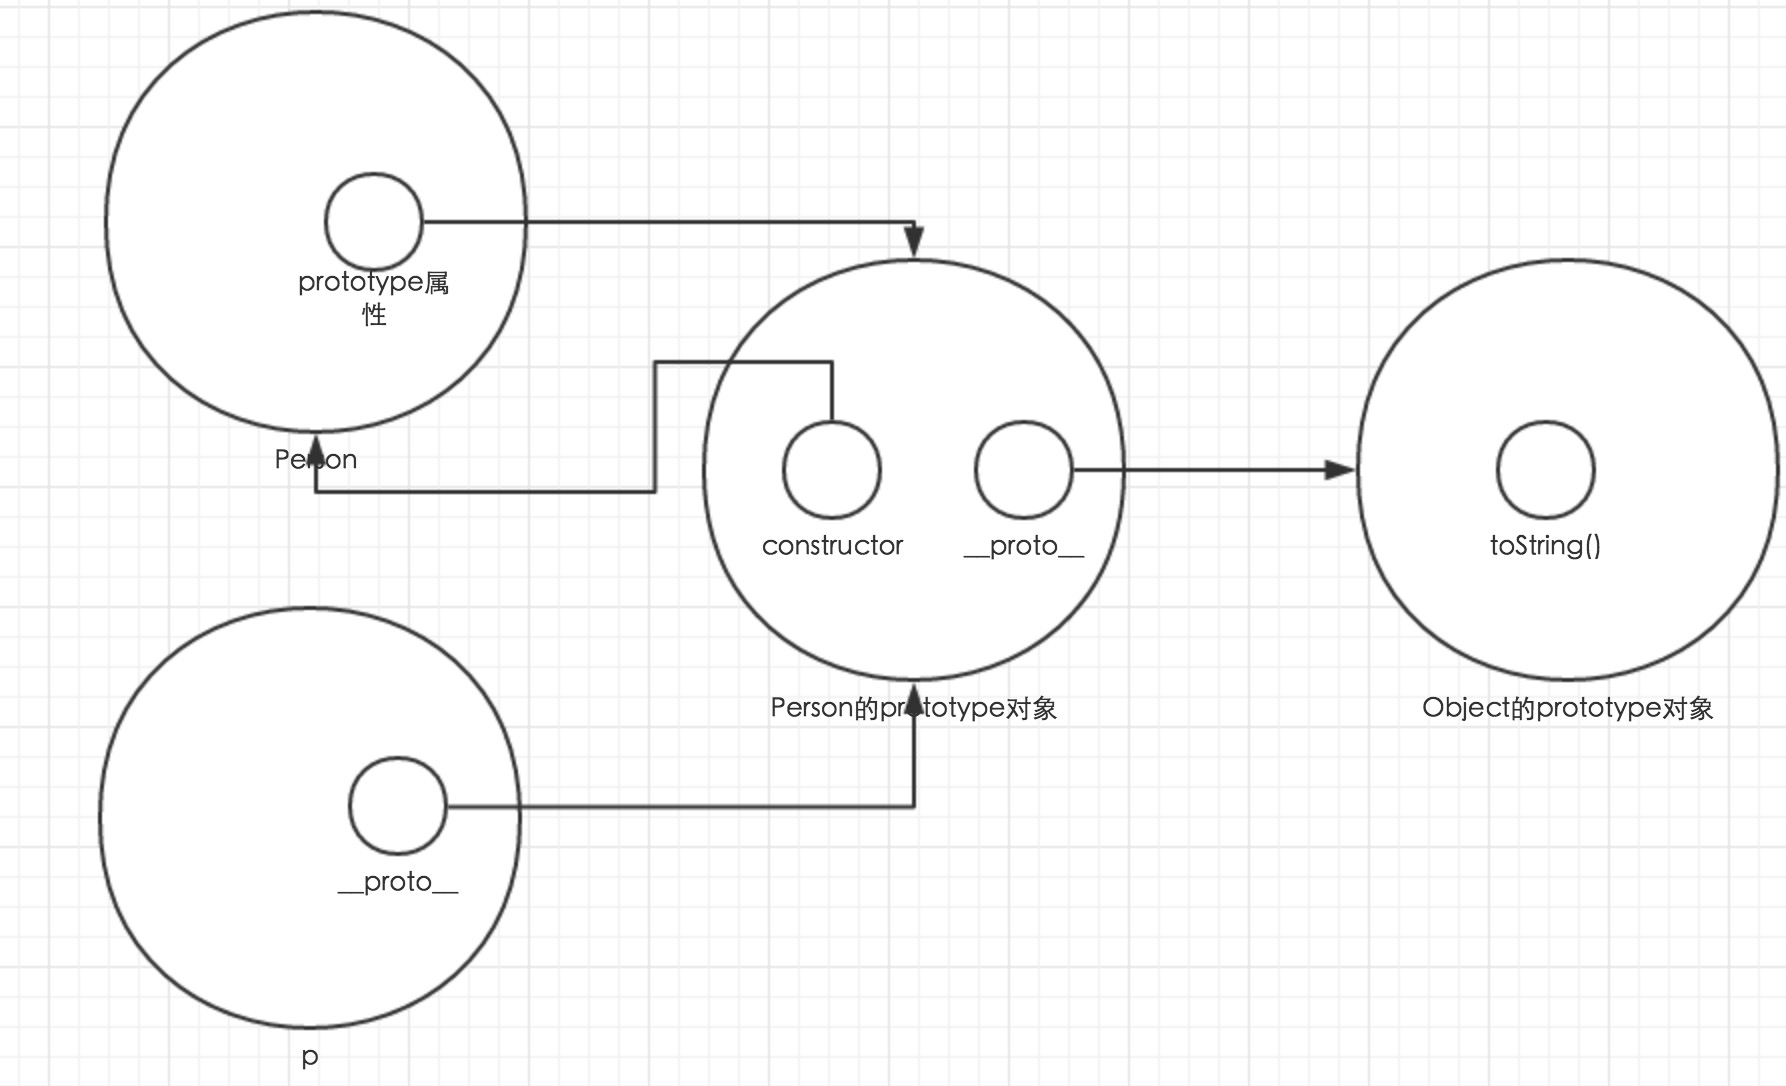 prototype属
性
Person
constructor
__proto__
toString()
Person的prototype对象
Object的prototype对象
__proto__
p